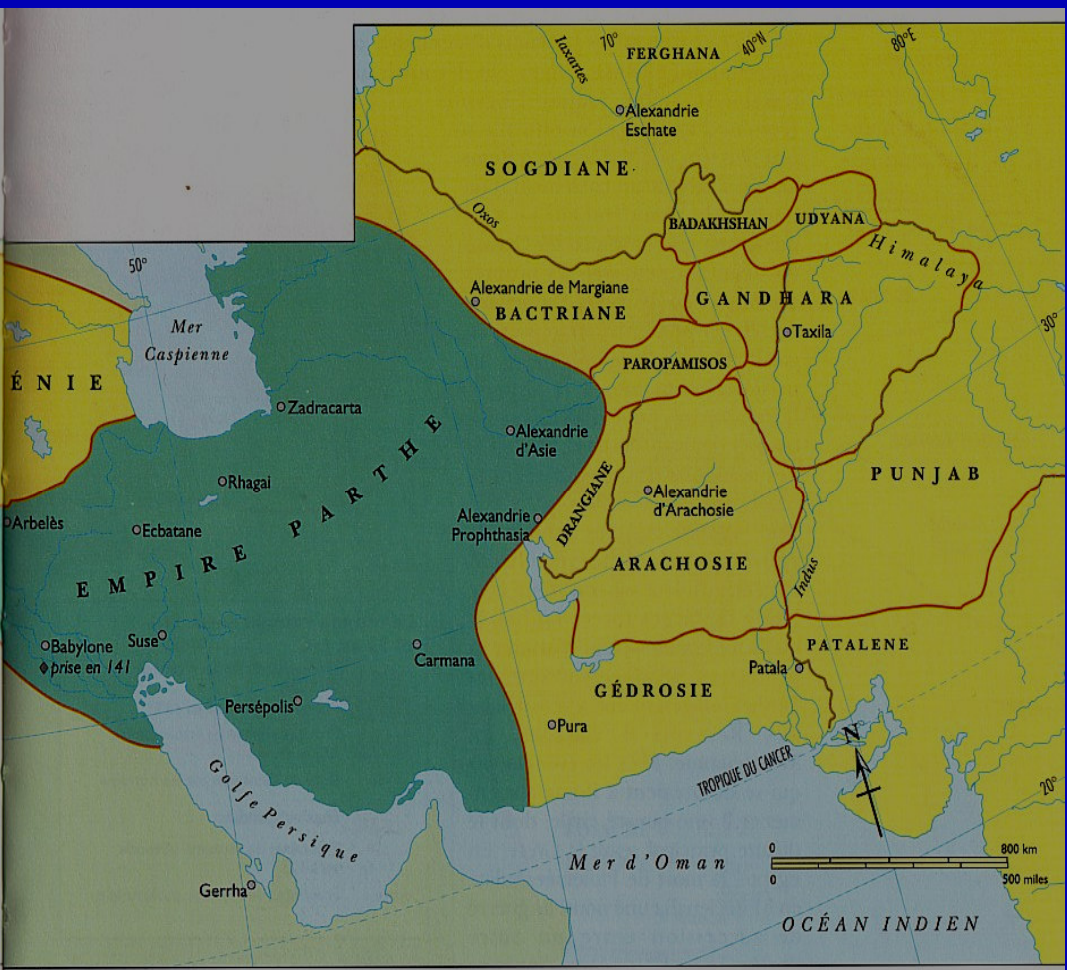 70°
40°N
80°E
Iaxartes
FERGHANA
Alexandrie
Eschate
SOGDIANE
Oxos
BADAKHSHAN
UDYANA
Himalaya
50°
Alexandrie de Margiane
BACTRIANE
GANDHARA
Taxila
30°
Mer
Caspienne
PAROPAMISOS
ÉNIE
Zadracarta
Alexandrie
d'Asie
EMPIRE PARTHE
Rhagai
PUNJAB
Arbelès
Ecbatane
Alexandrie
Prophthasia
DRANGIANE
Alexandrie
d'Arachosie
ARACHOSIE
Indus
Babylone
prise en 141
Suse
Carmana
PATALENE
Patala
GÉDROSIE
Persépolis
Pura
N
TROPIQUE DU CANCER
20°
Golfe Persique
Mer d'Oman
0
800 km
0
500 miles
Gerrha
OCÉAN INDIEN